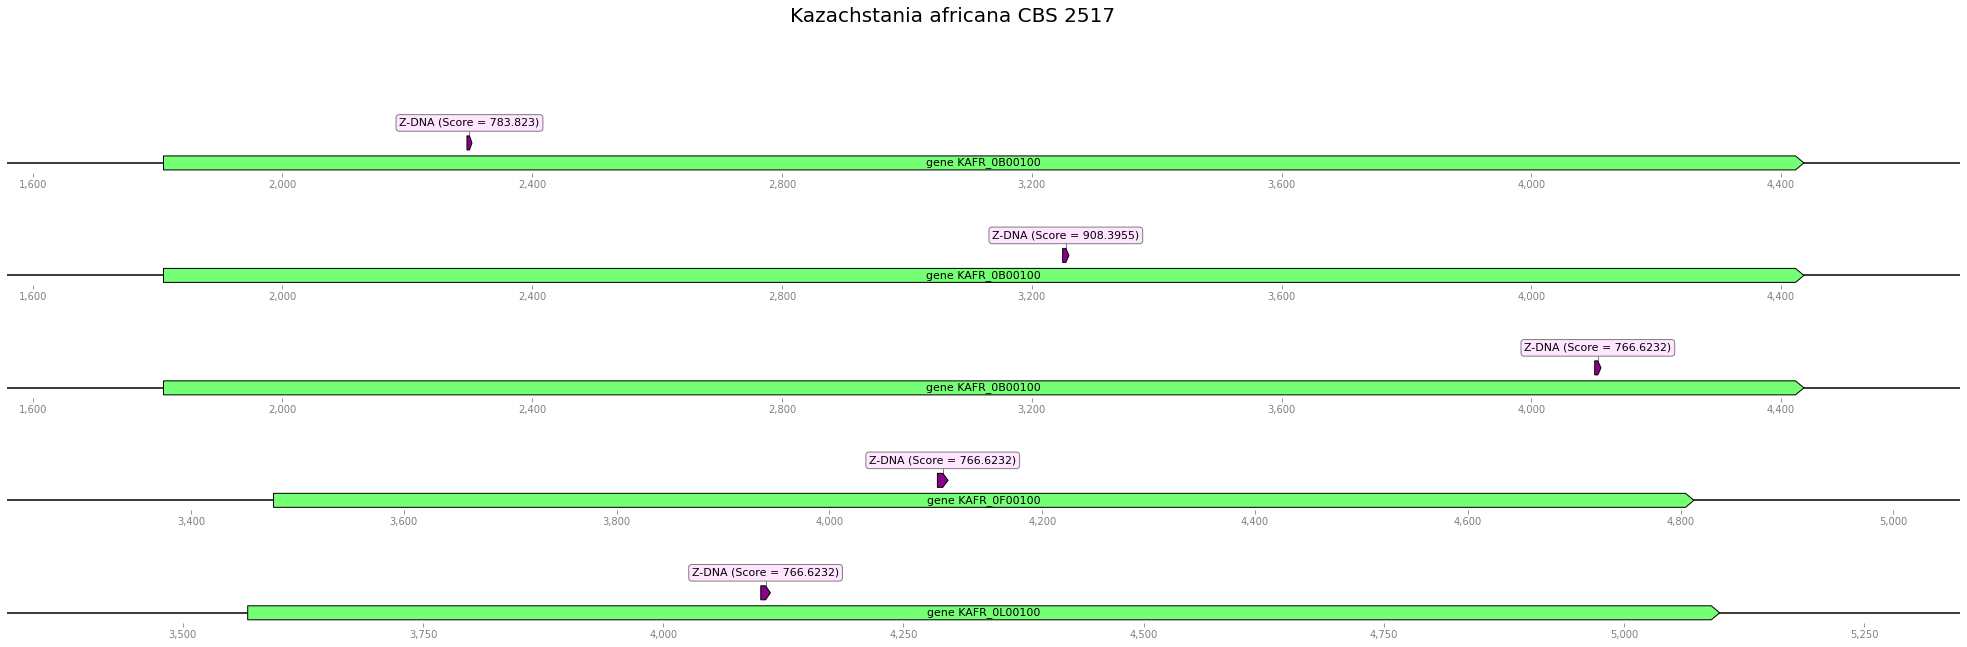 Kazachstania africana CBS 2517
Z-DNA (Score = 783.823)
gene KAFR_0B00100
1,600 2,000 2,400 2,800 3,200 3,600 4,000 4,400
Z-DNA (Score = 908.3955)
gene KAFR_0B00100
1,600 2,000 2,400 2,800 3,200 3,600 4,000 4,400
Z-DNA (Score = 766.6232)
gene KAFR_0B00100
1,600 2,000 2,400 2,800 3,200 3,600 4,000 4,400
Z-DNA (Score = 766.6232)
gene KAFR_0F00100
3,400 3,600 3,800 4,000 4,200 4,400 4,600 4,800 5,000
Z-DNA (Score = 766.6232)
gene KAFR_0L00100
3,500 3,750 4,000 4,250 4,500 4,750 5,000 5,250